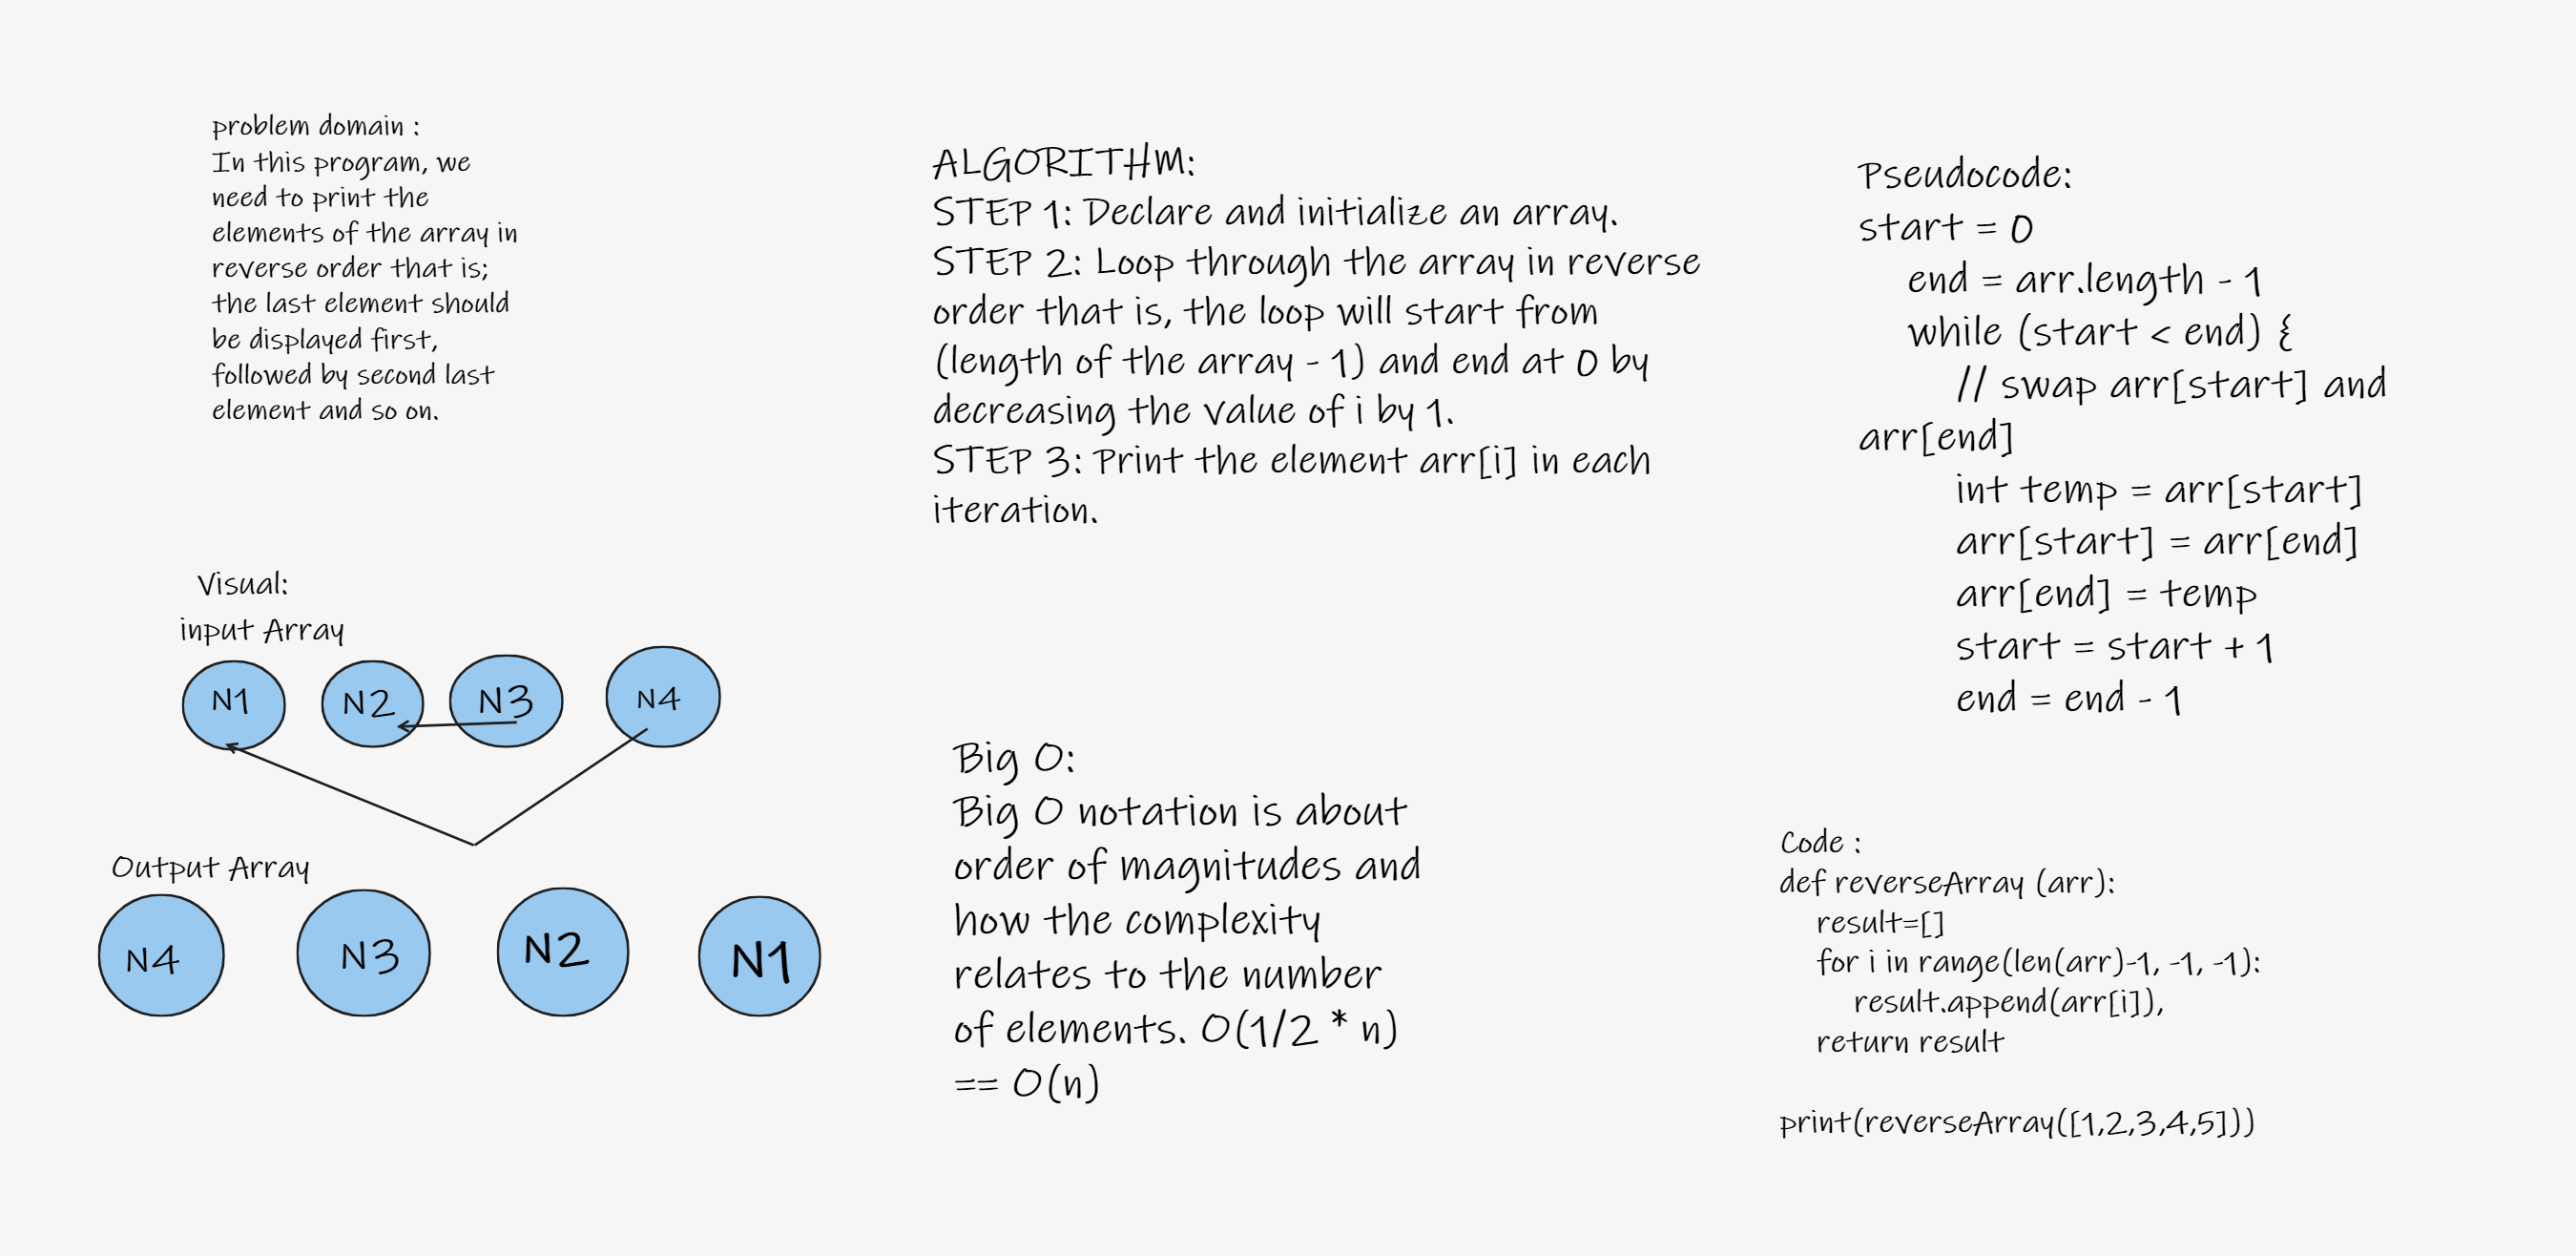 problem domain :
In this program, we
need to print the
elements of the array in
reverse order that is;
the last element should
be displayed first,
followed by second last
element and so on.
Visual:
input Array
N1 N2 N3 N4
Output Array
N4 N3 N2 N1
ALGORITHM:
STEP 1: Declare and initialize an array.
STEP 2: Loop through the array in reverse
order that is, the loop will start from
(length of the array - 1) and end at 0 by
decreasing the value of i by 1.
STEP 3: Print the element arr[i] in each
iteration.
Big O:
Big O notation is about
order of magnitudes and
how the complexity
relates to the number
of elements. O(1/2 * n)
== O(n)
Pseudocode:
start = 0
end = arr.length - 1
while (start < end) {
// swap arr[start] and
arr[end]
int temp = arr[start]
arr[start] = arr[end]
arr[end] = temp
start = start + 1
end = end - 1
Code :
def reverseArray (arr):
result=[]
for i in range(len(arr)-1, -1, -1):
result.append(arr[i]),
return result
print(reverseArray([1,2,3,4,5]))